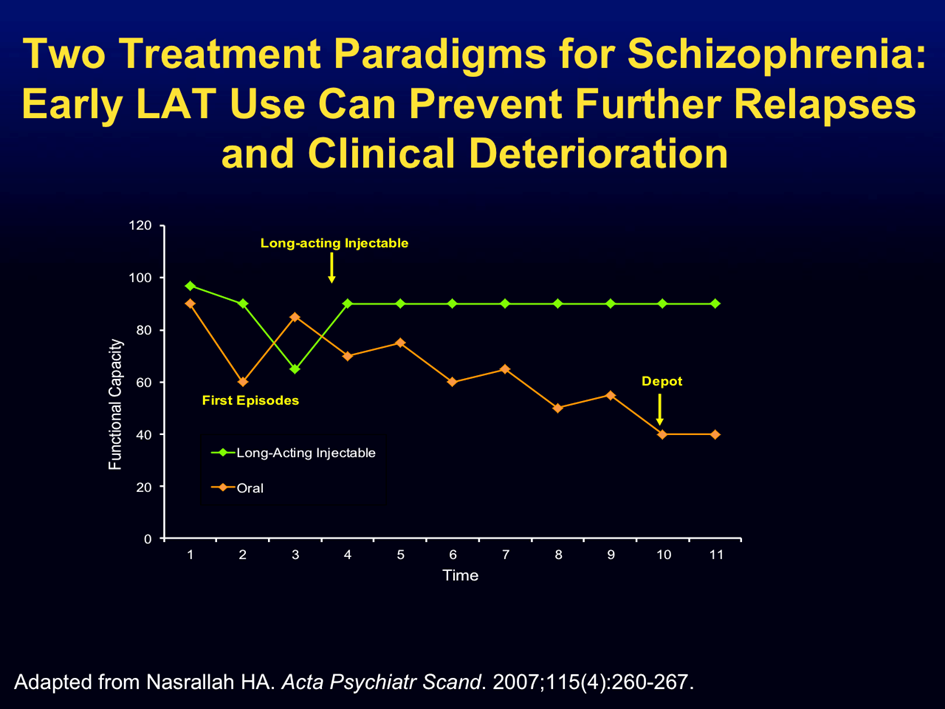 Two Treatment Paradigms for Schizophrenia:
Early LAT Use Can Prevent Further Relapses
and Clinical Deterioration
120
Long-acting Injectable
100
80
Functional Capacity
60
Depot
First Episodes
40
Long-Acting Injectable
20
Oral
0
1 2 3 4 5 6 7 8 9 10 11
Time
Adapted from Nasrallah HA. Acta Psychiatr Scand. 2007;115(4):260-267.